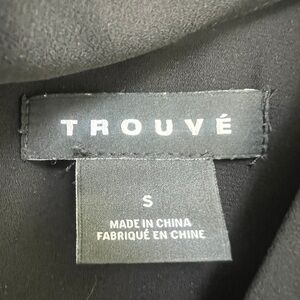 TROUVÉ
S
MADE IN CHINA
FABRIQUÉ EN CHINE